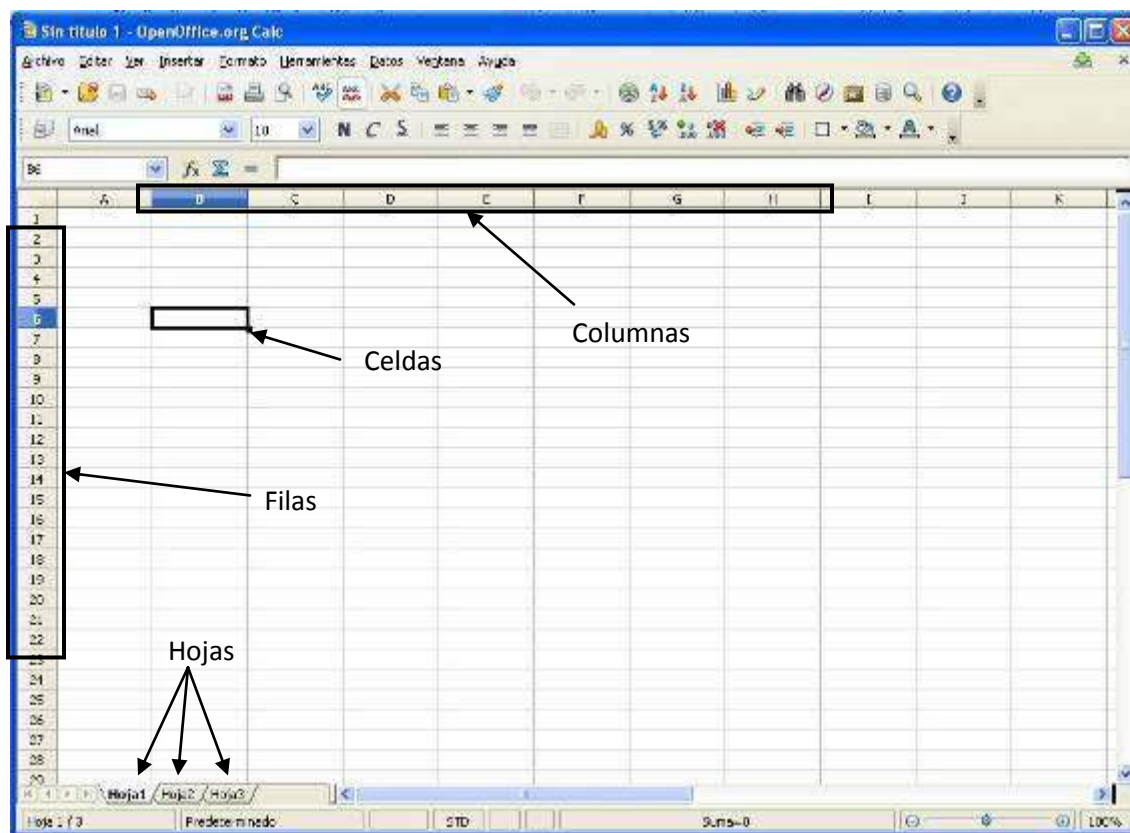 Sin título 1 - OpenOffice.org Calc
Archivo Editar Ver Insertar Formato Herramientas Datos Ventana Ayuda
Arial 10 N C S
B6
A B C D E F G H I J K
1
2
3
4
5
6
7
8
9
10
11
12
13
14
15
16
17
18
19
20
21
22
23
24
25
26
27
28
29
Columnas
Celdas
Filas
Hojas
Hoja1 Hoja2 Hoja3
Hoja 1 / 3 Predeterminado STD Suma=0 100%